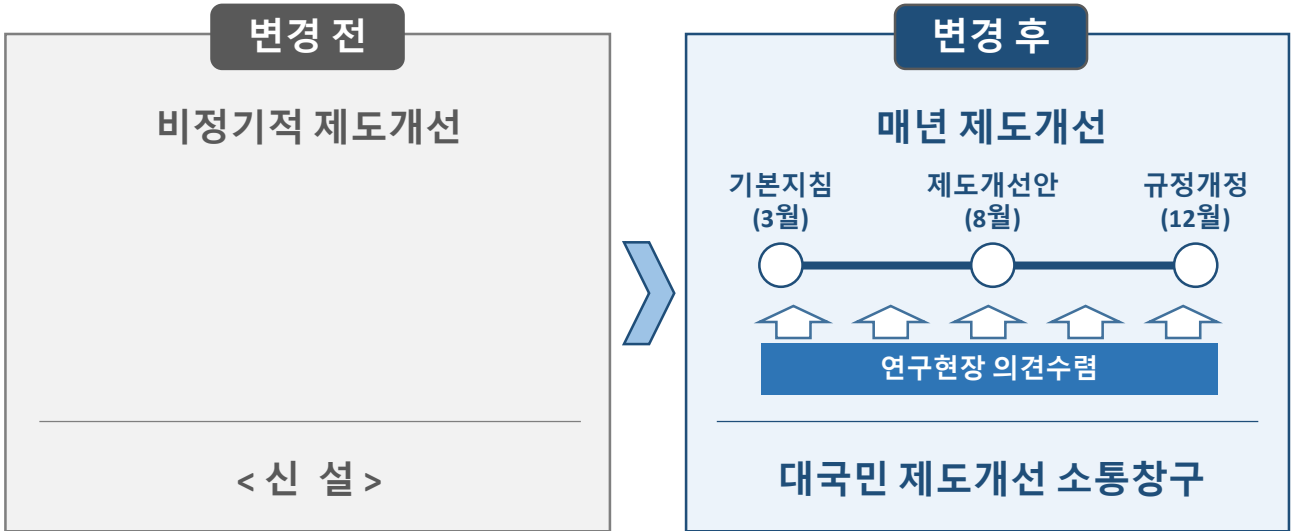 변경 전
비정기적 제도개선
< 신 설 >
변경 후
매년 제도개선
기본지침
(3월)
제도개선안
(8월)
규정개정
(12월)
연구현장 의견수렴
대국민 제도개선 소통창구